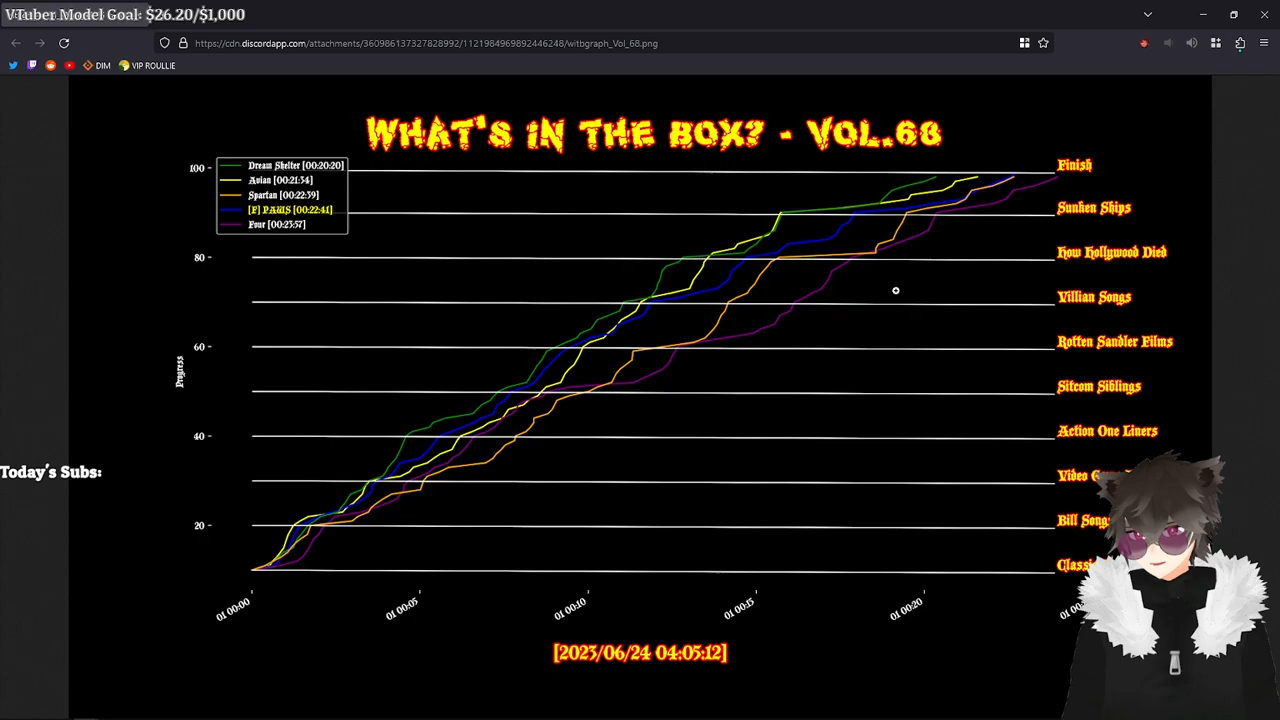 VTuber Model Goal: $26.20/$1,000
https://cdn.discordapp.com/attachments/360986137327828992/1121984969892446248/witbgraph_Vol_68.png
DIM
VIP ROULLIE
WHAT'S IN THE BOX? - VOL.68
Dream Shelter [00:20:20]
Avian [00:21:34]
Spartan [00:22:39]
[F] PAWS [00:22:41]
Four [00:23:57]
100
80
60
40
20
Progress
Finish
Sunken Ships
How Hollywood Died
Villian Songs
Rotten Sandler Films
Sitcom Siblings
Action One Liners
Video
Bill Songs
Today's Subs:
01 00:00
01 00:05
01 00:10
01 00:15
01 00:20
[2023/06/24 04:05:12]